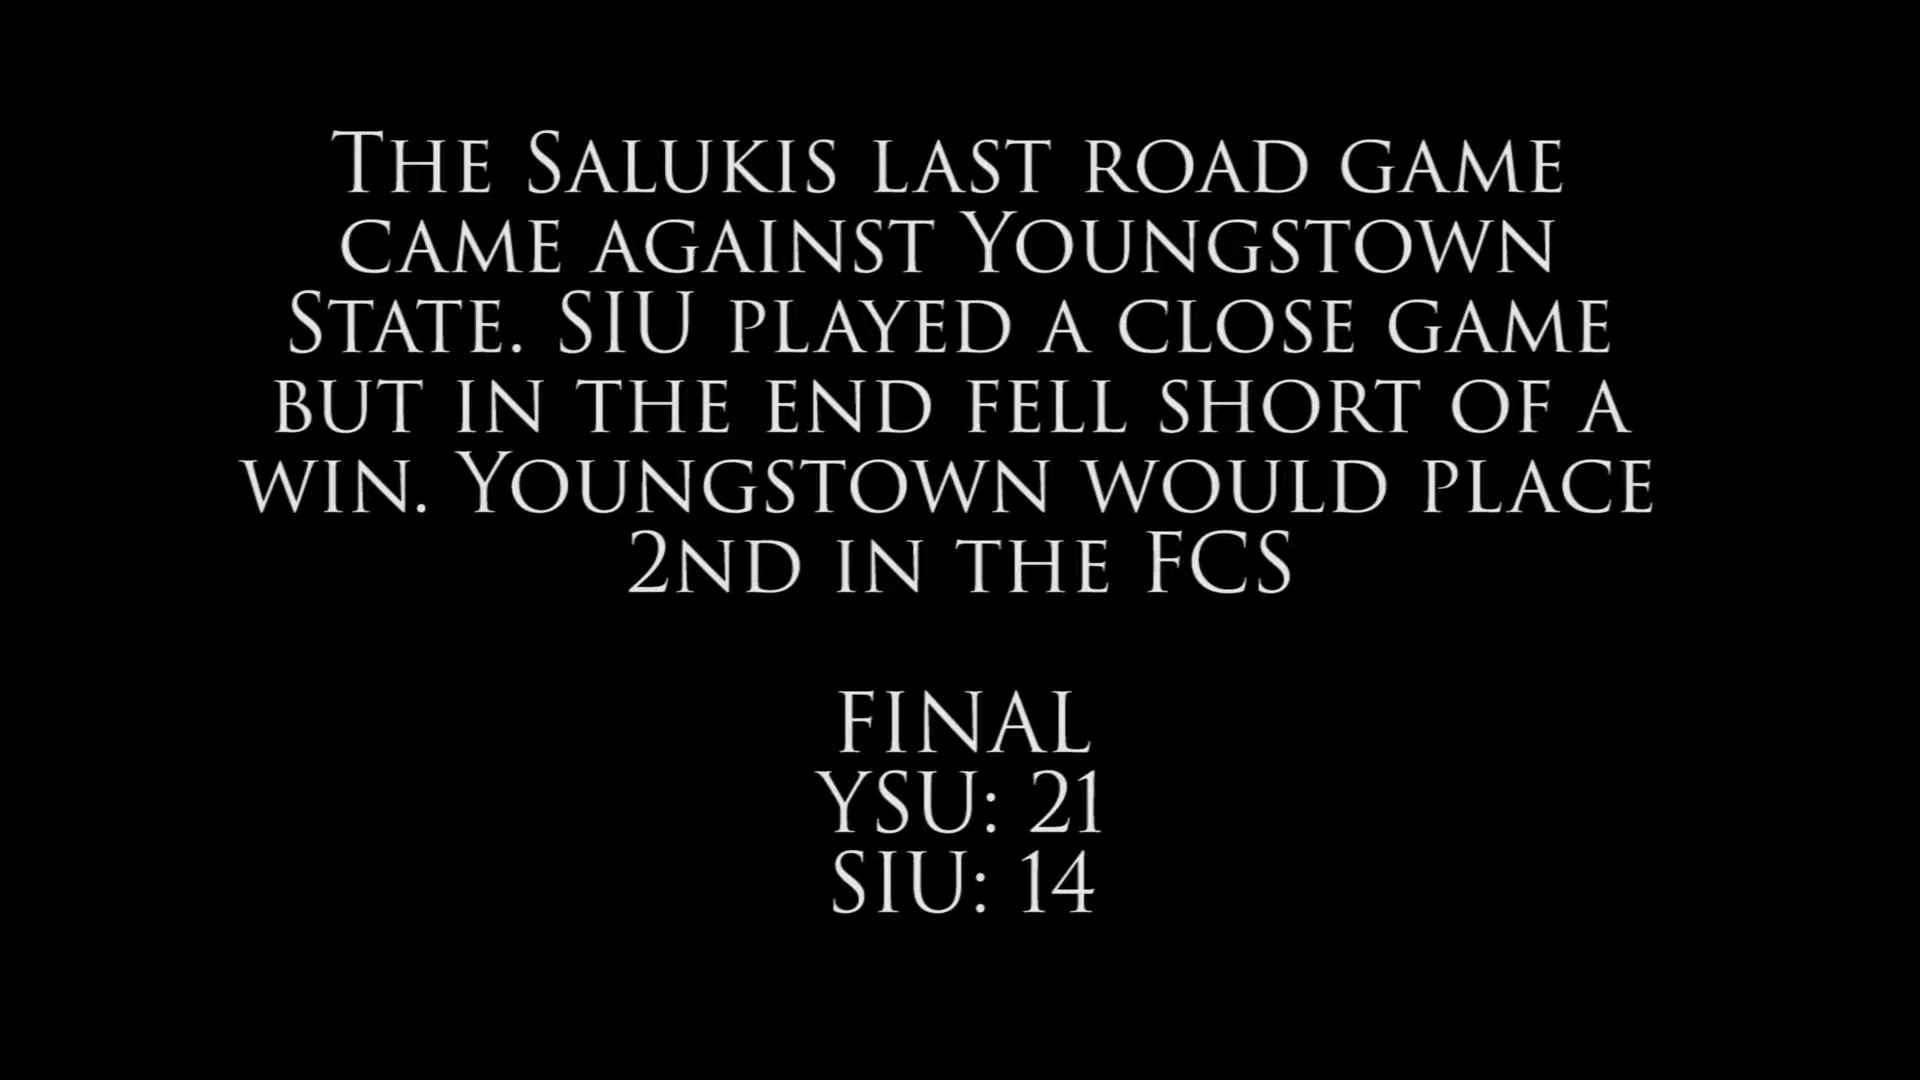 The Salukis last road game
came against Youngstown
State. SIU played a close game
but in the end fell short of a
win. Youngstown would place
2nd in the FCS
FINAL
YSU: 21
SIU: 14